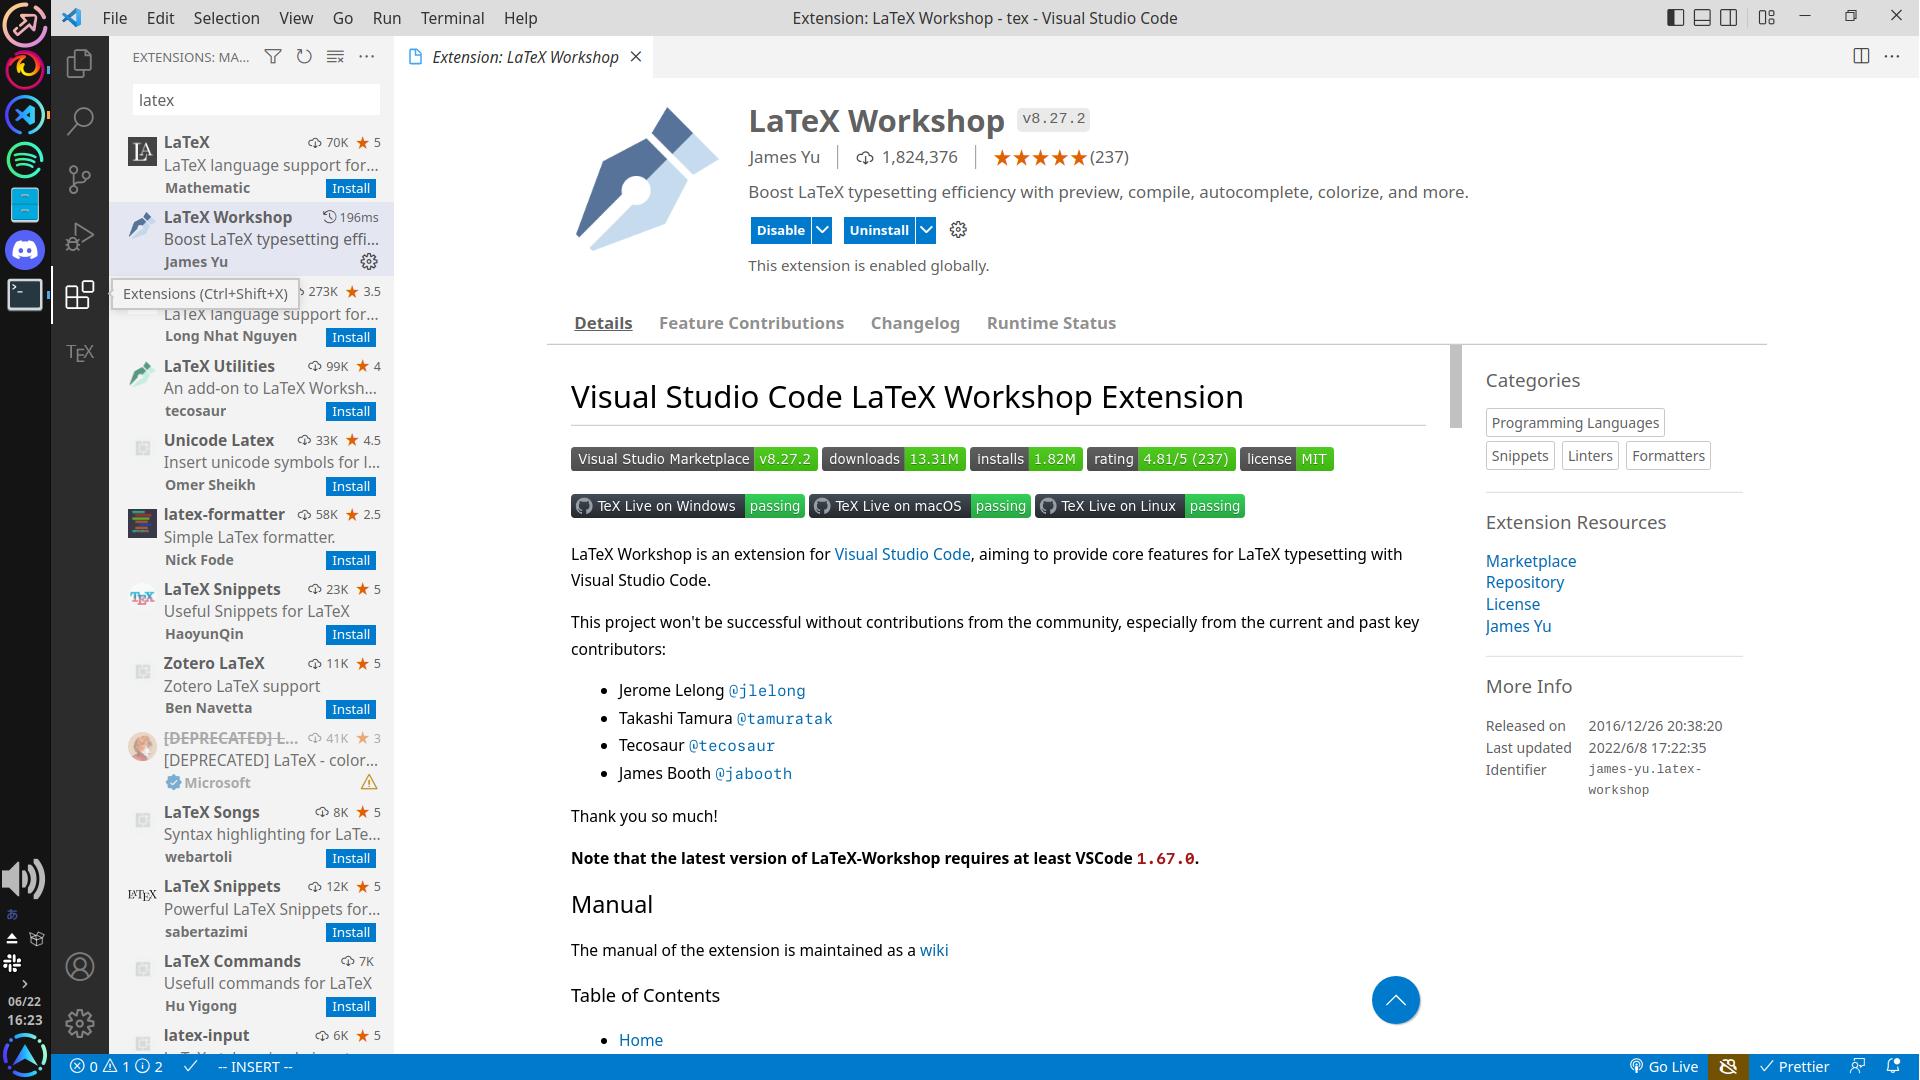 File Edit Selection View Go Run Terminal Help
Extension: LaTeX Workshop - tex - Visual Studio Code
EXTENSIONS: MA...
latex
LaTeX 70K ★ 5
LaTeX language support for...
Mathematic Install
LaTeX Workshop 196ms
Boost LaTeX typesetting effi...
James Yu
Extensions (Ctrl+Shift+X)
273K ★ 3.5
LaTeX language support for...
Long Nhat Nguyen Install
TEX
LaTeX Utilities 99K ★ 4
An add-on to LaTeX Worksh...
tecosaur Install
Unicode Latex 33K ★ 4.5
Insert unicode symbols for l...
Omer Sheikh Install
latex-formatter 58K ★ 2.5
Simple LaTex formatter.
Nick Fode Install
LaTeX Snippets 23K ★ 5
Useful Snippets for LaTeX
HaoyunQin Install
Zotero LaTeX 11K ★ 5
Zotero LaTeX support
Ben Navetta Install
[DEPRECATED] L... 41K ★ 3
[DEPRECATED] LaTeX - color...
Microsoft
LaTeX Songs 8K ★ 5
Syntax highlighting for LaTe...
webartoli Install
LaTeX Snippets 12K ★ 5
Powerful LaTeX Snippets for...
sabertazimi Install
LaTeX Commands 7K
Usefull commands for LaTeX
Hu Yigong Install
latex-input 6K ★ 5
Extension: LaTeX Workshop
LaTeX Workshop v8.27.2
James Yu 1,824,376 ★★★★★(237)
Boost LaTeX typesetting efficiency with preview, compile, autocomplete, colorize, and more.
Disable Uninstall
This extension is enabled globally.
Details Feature Contributions Changelog Runtime Status
Visual Studio Code LaTeX Workshop Extension
Visual Studio Marketplace v8.27.2 downloads 13.31M installs 1.82M rating 4.81/5 (237) license MIT
TeX Live on Windows passing TeX Live on macOS passing TeX Live on Linux passing
LaTeX Workshop is an extension for Visual Studio Code, aiming to provide core features for LaTeX typesetting with
Visual Studio Code.
This project won't be successful without contributions from the community, especially from the current and past key
contributors:
• Jerome Lelong @jlelong
• Takashi Tamura @tamuratak
• Tecosaur @tecosaur
• James Booth @jabooth
Thank you so much!
Note that the latest version of LaTeX-Workshop requires at least VSCode 1.67.0.
Manual
The manual of the extension is maintained as a wiki
Table of Contents
• Home
Categories
Programming Languages
Snippets Linters Formatters
Extension Resources
Marketplace
Repository
License
James Yu
More Info
Released on 2016/12/26 20:38:20
Last updated 2022/6/8 17:22:35
Identifier james-yu.latex-
workshop
あ
06/22
16:23
0 1 2 -- INSERT --
Go Live Prettier